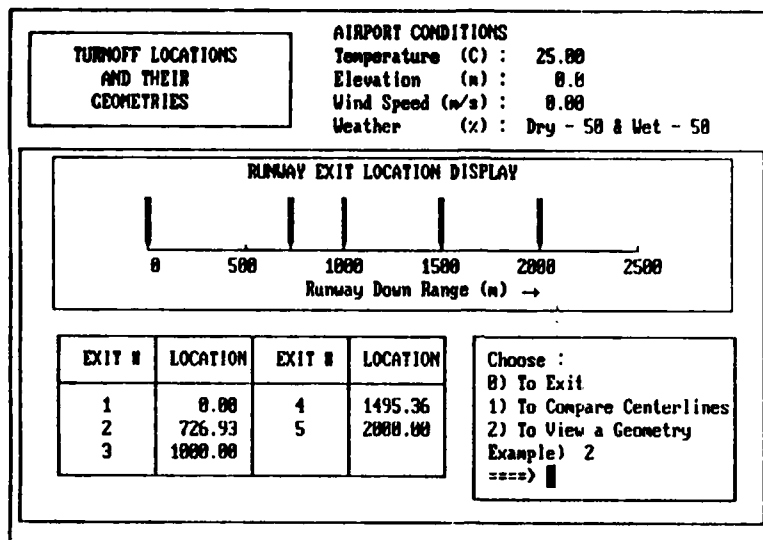 TURNOFF LOCATIONS
AND THEIR
GEOMETRIES
AIRPORT CONDITIONS
Temperature (C) : 25.00
Elevation (m) : 0.0
Wind Speed (m/s) : 0.00
Weather (%) : Dry - 50 & Wet - 50
RUNWAY EXIT LOCATION DISPLAY
0 500 1000 1500 2000 2500
Runway Down Range (m) →
EXIT # LOCATION EXIT # LOCATION
1 0.00 4 1495.36
2 726.93 5 2000.00
3 1000.00
Choose :
0) To Exit
1) To Compare Centerlines
2) To View a Geometry
Example) 2
====>